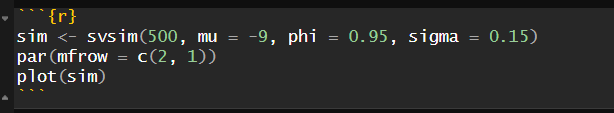 ```{r}
sim <- svsim(500, mu = -9, phi = 0.95, sigma = 0.15)
par(mfrow = c(2, 1))
plot(sim)
```